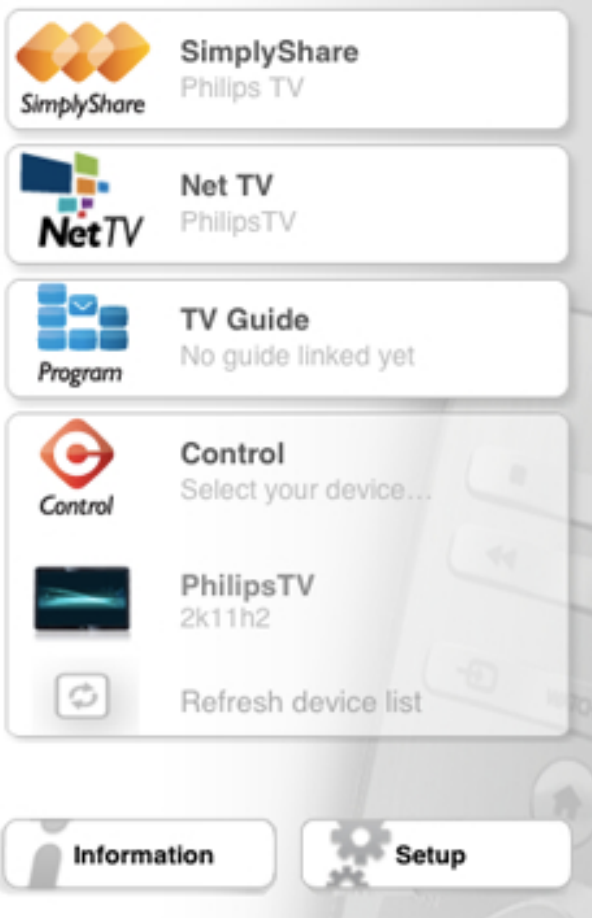 SimplyShare
SimplyShare
Philips TV
NetTV
Net TV
PhilipsTV
Program
TV Guide
No guide linked yet
Control
Control
Select your device...
PhilipsTV
2k11h2
Refresh device list
Information
Setup